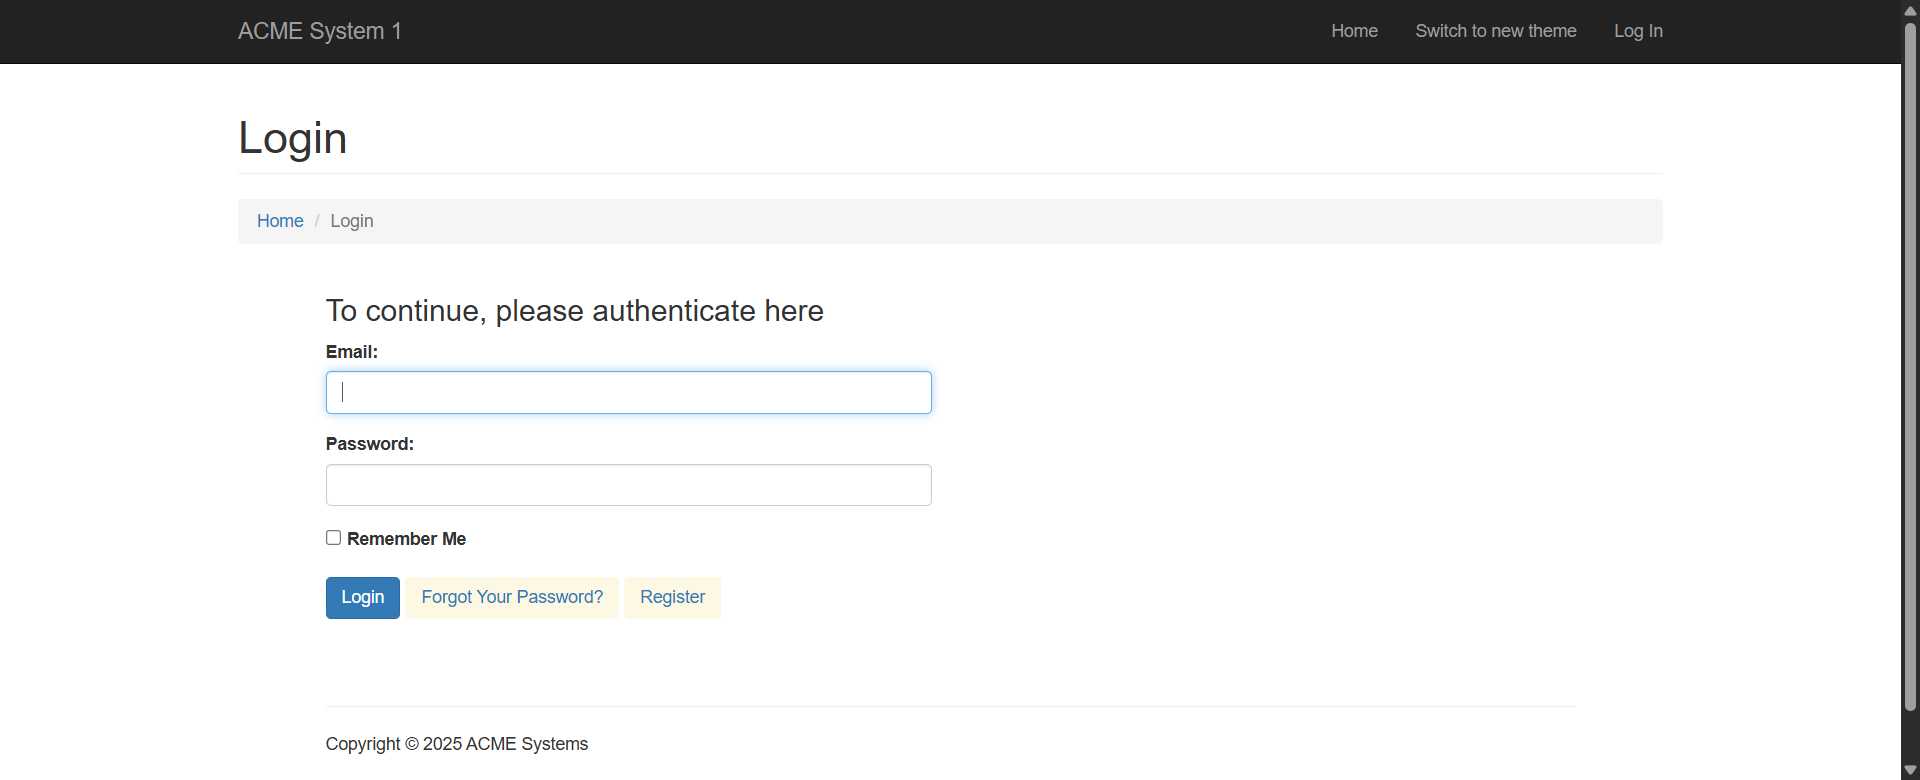 ACME System 1
Home Switch to new theme Log In
Login
Home / Login
To continue, please authenticate here
Email:
Password:
Remember Me
Login Forgot Your Password? Register
Copyright © 2025 ACME Systems